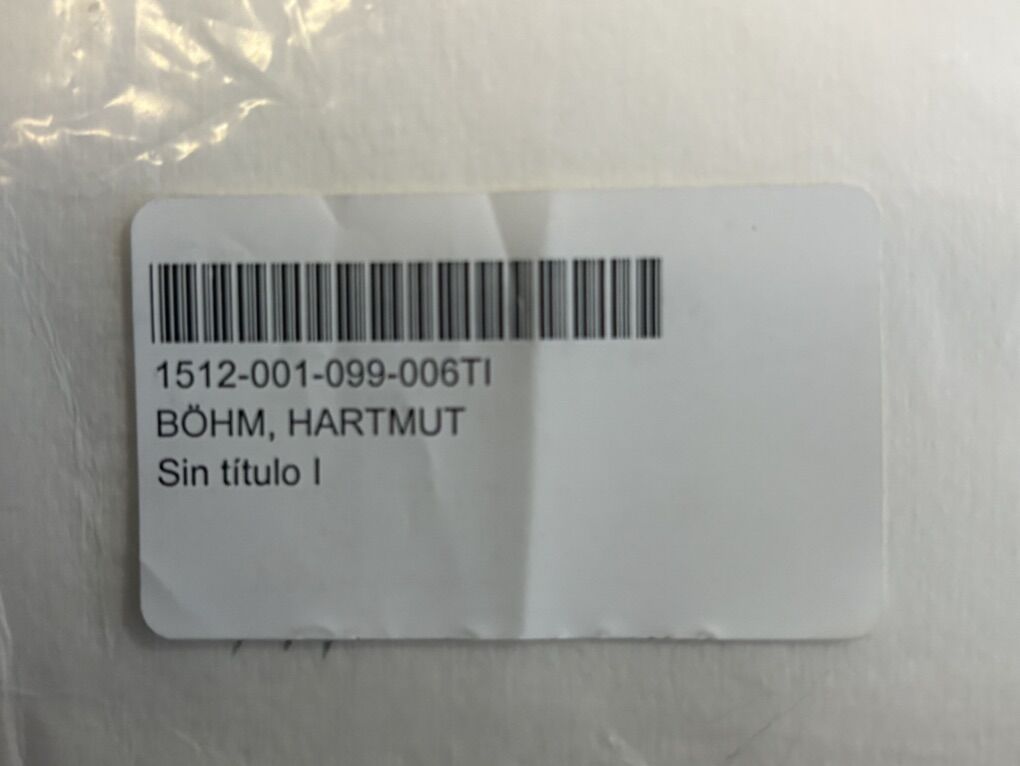 1512-001-099-006TI
BÖHM, HARTMUT
Sin título I